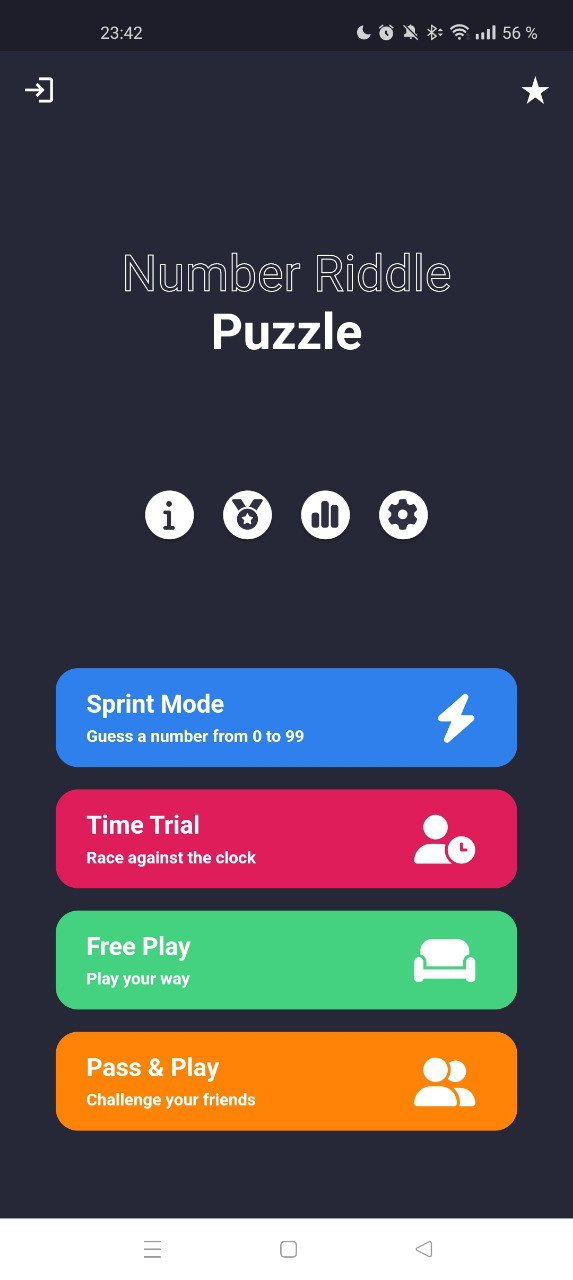 23:42
56 %
Number Riddle
Puzzle
Sprint Mode
Guess a number from 0 to 99
Time Trial
Race against the clock
Free Play
Play your way
Pass & Play
Challenge your friends